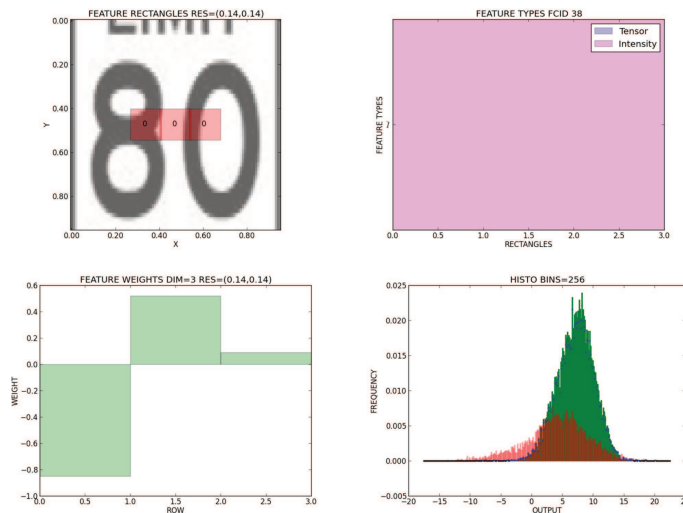 FEATURE RECTANGLES RES=(0.14,0.14)
0.00
0.20
0.40
0.60
0.80
Y
80
0 0 0
0.00 0.20 0.40 0.60 0.80
X
FEATURE TYPES FCID 38
Tensor
Intensity
FEATURE TYPES
7
0.0 0.5 1.0 1.5 2.0 2.5 3.0
RECTANGLES
FEATURE WEIGHTS DIM=3 RES=(0.14,0.14)
0.6
0.4
0.2
0.0
−0.2
−0.4
−0.6
−0.8
−1.0
WEIGHT
0.0 0.5 1.0 1.5 2.0 2.5 3.0
ROW
HISTO BINS=256
0.025
0.020
0.015
0.010
0.005
0.000
−0.005
FREQUENCY
−20 −15 −10 −5 0 5 10 15 20 25
OUTPUT